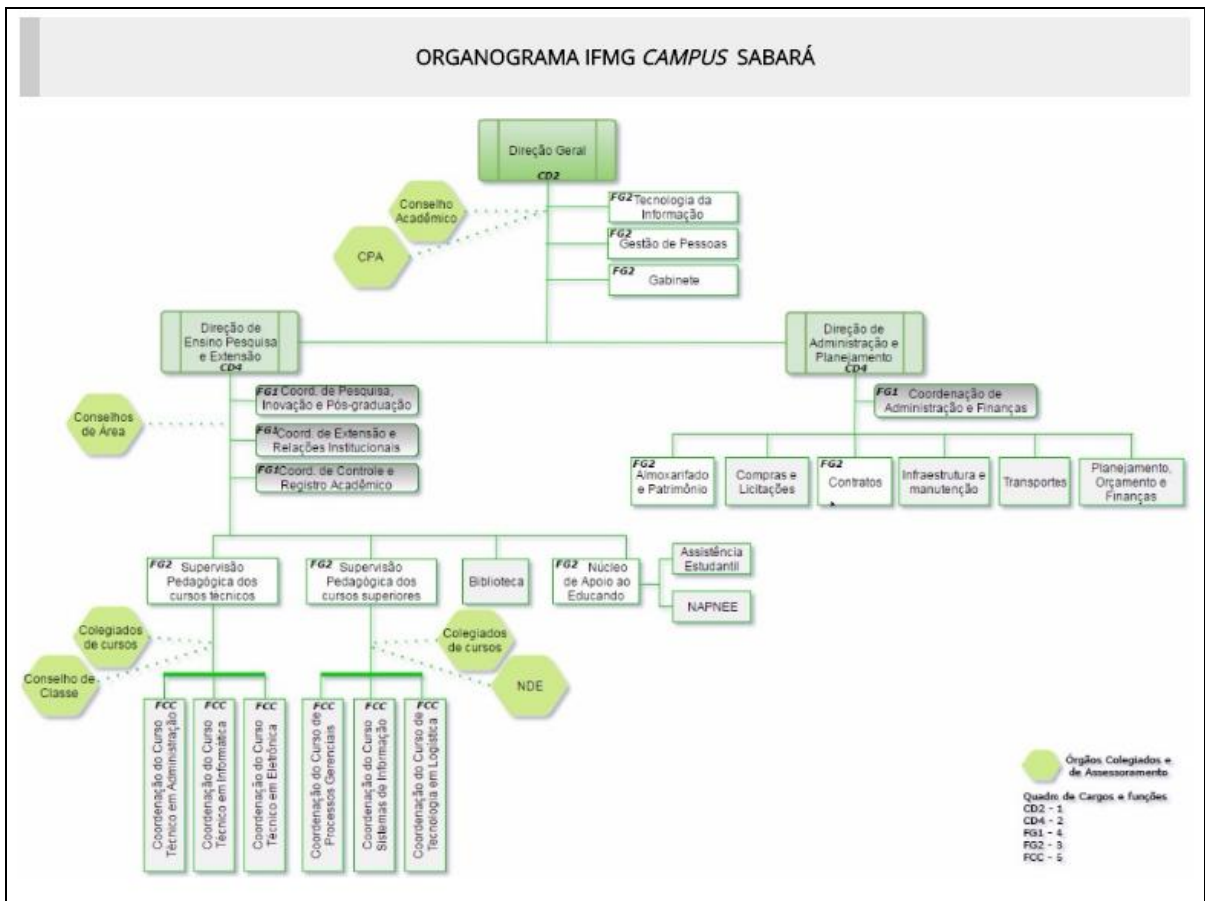 ORGANOGRAMA IFMG CAMPUS SABARÁ
Direção Geral
CD2
Conselho
Acadêmico
CPA
FG2 Tecnologia da
Informação
FG2
Gestão de Pessoas
FG2
Gabinete
Direção de
Ensino Pesquisa
e Extensão
CD4
Direção de
Administração e
Planejamento
CD4
Conselhos
de Área
FG1 Coord. de Pesquisa,
Inovação e Pós-graduação
FG1 Coord. de Extensão e
Relações Institucionais
FG1 Coord. de Controle e
Registro Acadêmico
FG1 Coordenação de
Administração e Finanças
FG2
Almoxarifado
e Patrimônio
Compras e
Licitações
FG2
Contratos
Infraestrutura e
manutenção
Transportes
Planejamento,
Orçamento e
Finanças
FG2 Supervisão
Pedagógica dos
cursos técnicos
FG2 Supervisão
Pedagógica dos
cursos superiores
Biblioteca
FG2 Núcleo
de Apoio ao
Educando
Assistência
Estudantil
NAPNEE
Colegiados
de cursos
Conselho de
Classe
Colegiados
de cursos
NDE
FCC
Coordenação do Curso
Técnico em Administração
FCC
Coordenação do Curso
Técnico em Informática
FCC
Coordenação do Curso
Técnico em Eletrônica
FCC
Coordenação do Curso de
Processos Gerenciais
FCC
Coordenação do Curso de
Sistemas de Informação
FCC
Coordenação do Curso de
Tecnologia em Logística
Órgãos Colegiados e
de Assessoramento
Quadro de Cargos e funções
CD2 - 1
CD4 - 2
FG1 - 4
FG2 - 3
FCC - 5